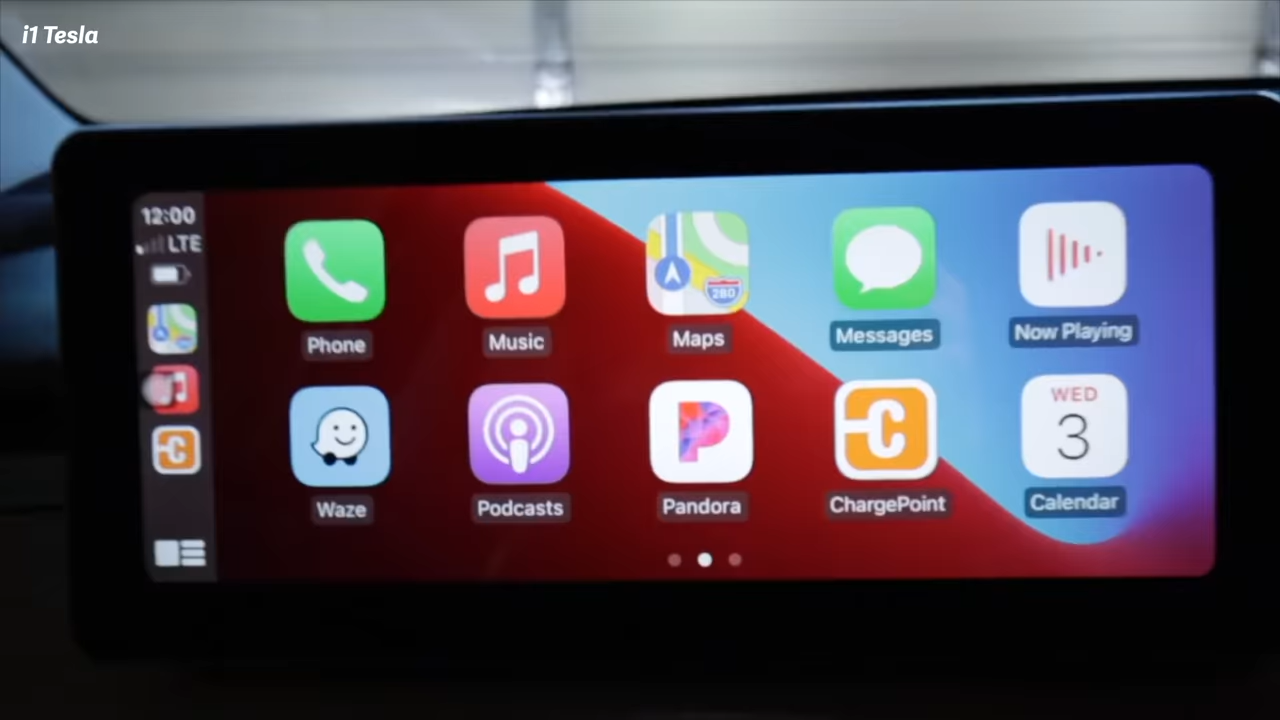 i1 Tesla
12:00
LTE
Phone
Music
280
Maps
Messages
Now Playing
Waze
Podcasts
P
Pandora
C
ChargePoint
WED
3
Calendar